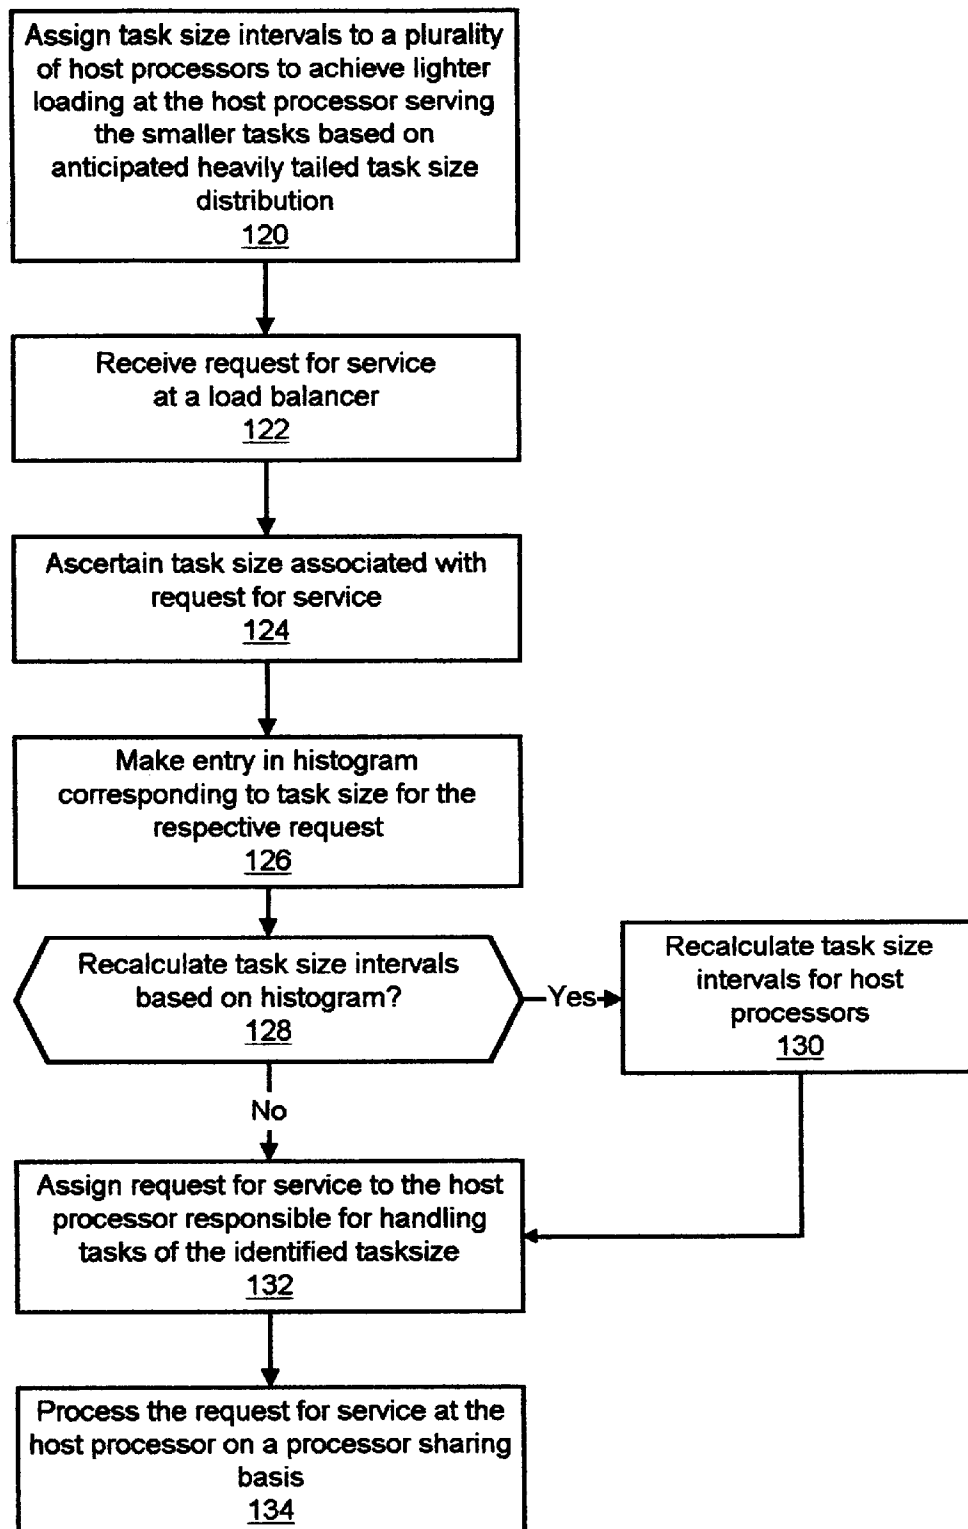 Assign task size intervals to a plurality
of host processors to achieve lighter
loading at the host processor serving
the smaller tasks based on
anticipated heavily tailed task size
distribution
120
Receive request for service
at a load balancer
122
Ascertain task size associated with
request for service
124
Make entry in histogram
corresponding to task size for the
respective request
126
Recalculate task size intervals
based on histogram?
128
Yes
Recalculate task size
intervals for host
processors
130
No
Assign request for service to the host
processor responsible for handling
tasks of the identified tasksize
132
Process the request for service at the
host processor on a processor sharing
basis
134